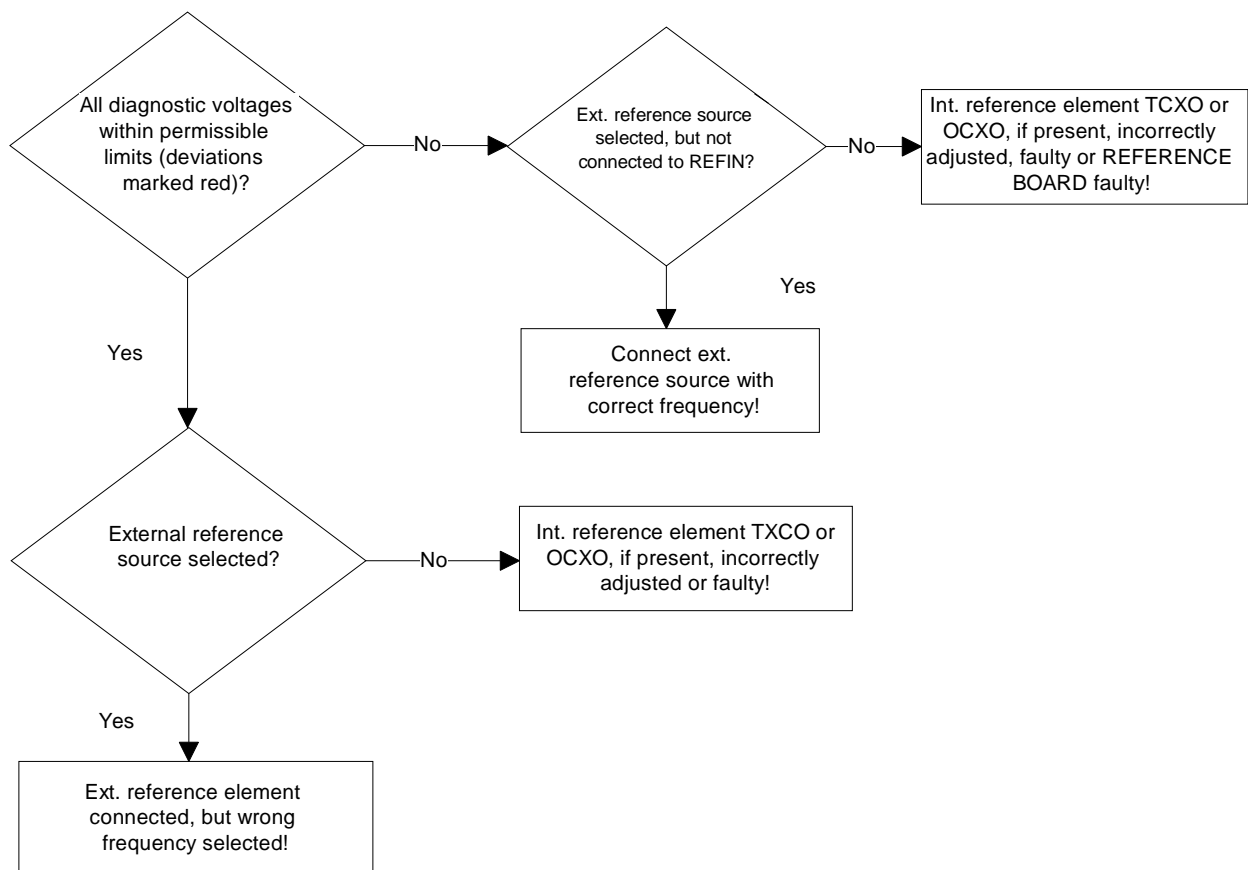 All diagnostic voltages
within permissible
limits (deviations
marked red)?
No
Ext. reference source
selected, but not
connected to REFIN?
No
Int. reference element TCXO or
OCXO, if present, incorrectly
adjusted, faulty or REFERENCE
BOARD faulty!
Yes
Connect ext.
reference source with
correct frequency!
Yes
External reference
source selected?
No
Int. reference element TXCO or
OCXO, if present, incorrectly
adjusted or faulty!
Yes
Ext. reference element
connected, but wrong
frequency selected!